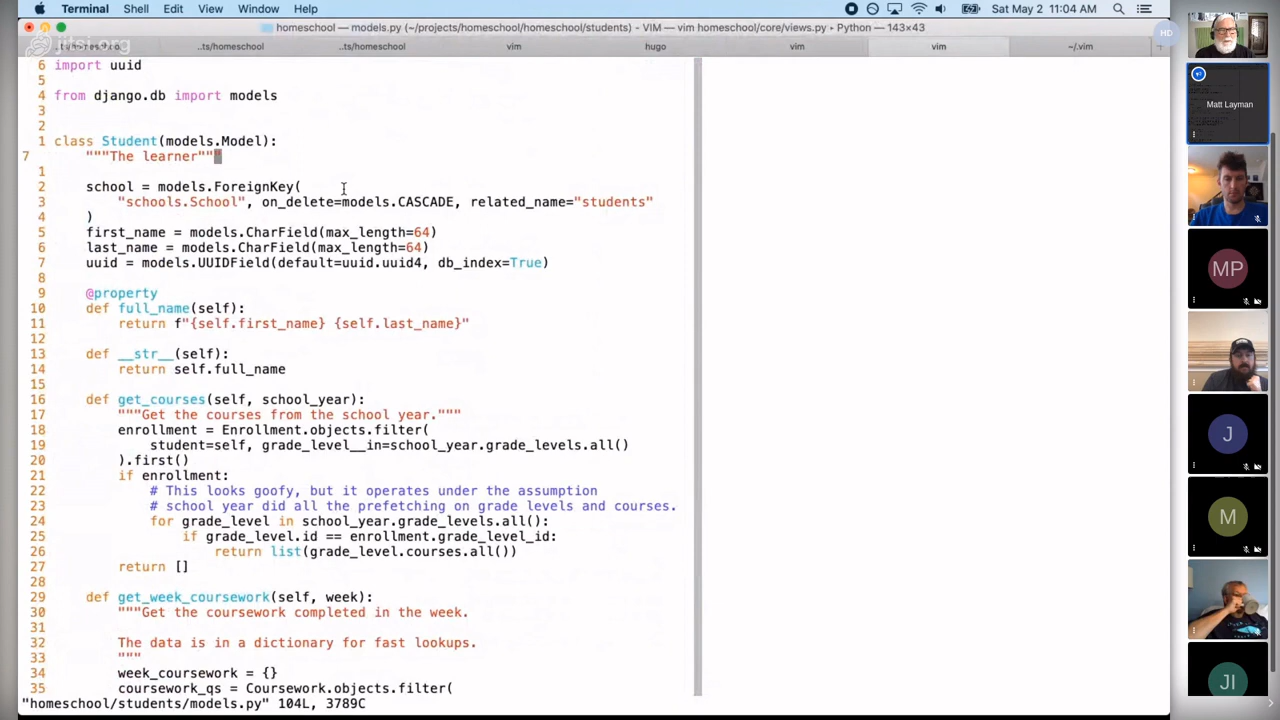 Terminal Shell Edit View Window Help Sat May 2 11:04 AM
homeschool — models.py (~/projects/homeschool/homeschool/students) - VIM — vim homeschool/core/views.py • Python — 143×43
jitsi.org
..ts/homeschool ..ts/homeschool vim hugo vim vim ~/.vim
HD
6 import uuid
5
4 from django.db import models
3
2
1 class Student(models.Model):
7 """The learner"""
1
2 school = models.ForeignKey(
3 "schools.School", on_delete=models.CASCADE, related_name="students"
4 )
5 first_name = models.CharField(max_length=64)
6 last_name = models.CharField(max_length=64)
7 uuid = models.UUIDField(default=uuid.uuid4, db_index=True)
8
9 @property
10 def full_name(self):
11 return f"{self.first_name} {self.last_name}"
12
13 def __str__(self):
14 return self.full_name
15
16 def get_courses(self, school_year):
17 """Get the courses from the school year."""
18 enrollment = Enrollment.objects.filter(
19 student=self, grade_level__in=school_year.grade_levels.all()
20 ).first()
21 if enrollment:
22 # This looks goofy, but it operates under the assumption
23 # school year did all the prefetching on grade levels and courses.
24 for grade_level in school_year.grade_levels.all():
25 if grade_level.id == enrollment.grade_level_id:
26 return list(grade_level.courses.all())
27 return []
28
29 def get_week_coursework(self, week):
30 """Get the coursework completed in the week.
31
32 The data is in a dictionary for fast lookups.
33 """
34 week_coursework = {}
35 coursework_qs = Coursework.objects.filter(
"homeschool/students/models.py" 104L, 3789C
Matt Layman
MP
J
M
JI